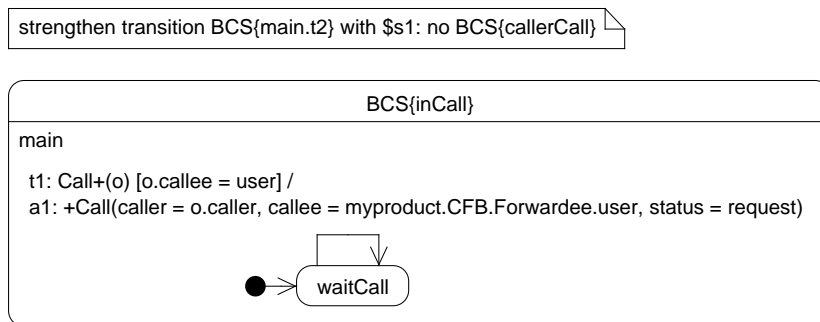 strengthen transition BCS{main.t2} with $s1: no BCS{callerCall}
BCS{inCall}
main
t1: Call+(o) [o.callee = user] /
a1: +Call(caller = o.caller, callee = myproduct.CFB.Forwardee.user, status = request)
waitCall